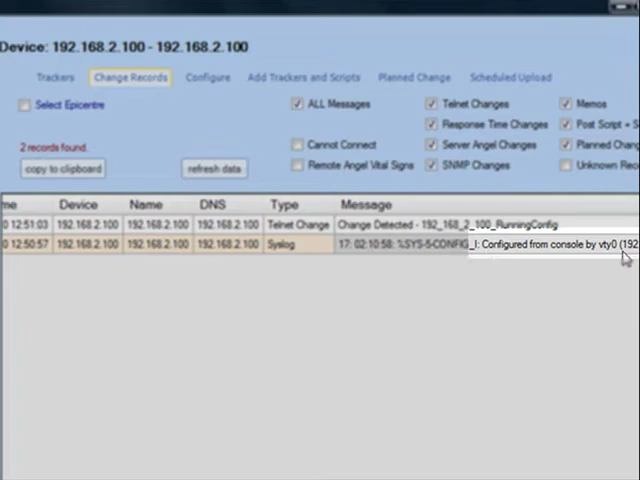 Device: 192.168.2.100 - 192.168.2.100
Trackers Change Records Configure Add Trackers and Scripts Planned Change Scheduled Upload
Select Epicentre ALL Messages Telnet Changes Memos
Response Time Changes Post Script + S
2 records found. Cannot Connect Server Angel Changes Planned Chang
copy to clipboard refresh data Remote Angel Vital Signs SNMP Changes Unknown Reco
me Device Name DNS Type Message
0 12:51:03 192.168.2.100 192.168.2.100 192.168.2.100 Telnet Change Change Detected - 192_168_2_100_RunningConfig
0 12:50:57 192.168.2.100 192.168.2.100 192.168.2.100 Syslog 17: 02:10:58: %SYS-5-CONFIG_I: Configured from console by vty0 (192